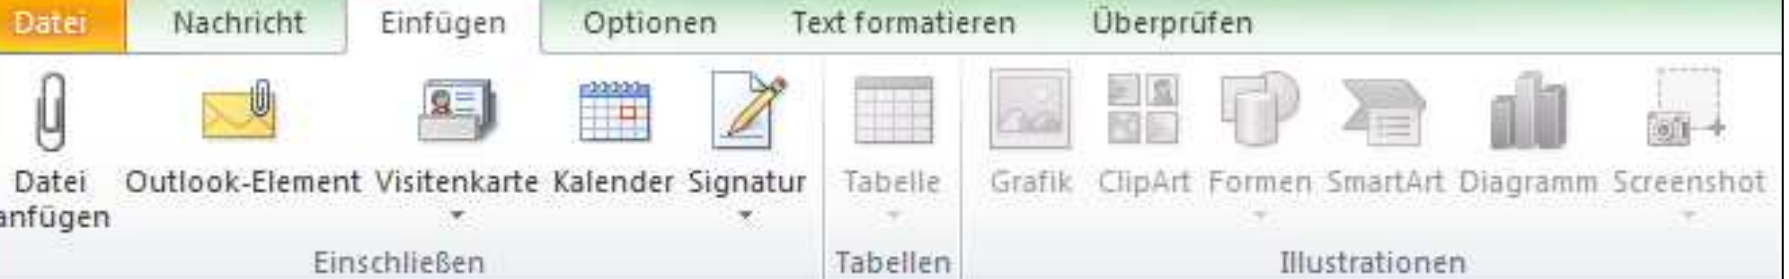 Datei Nachricht Einfügen Optionen Text formatieren Überprüfen
Datei anfügen
Outlook-Element
Visitenkarte
Kalender
Signatur
Tabelle
Grafik
ClipArt
Formen
SmartArt
Diagramm
Screenshot
Einschließen Tabellen Illustrationen